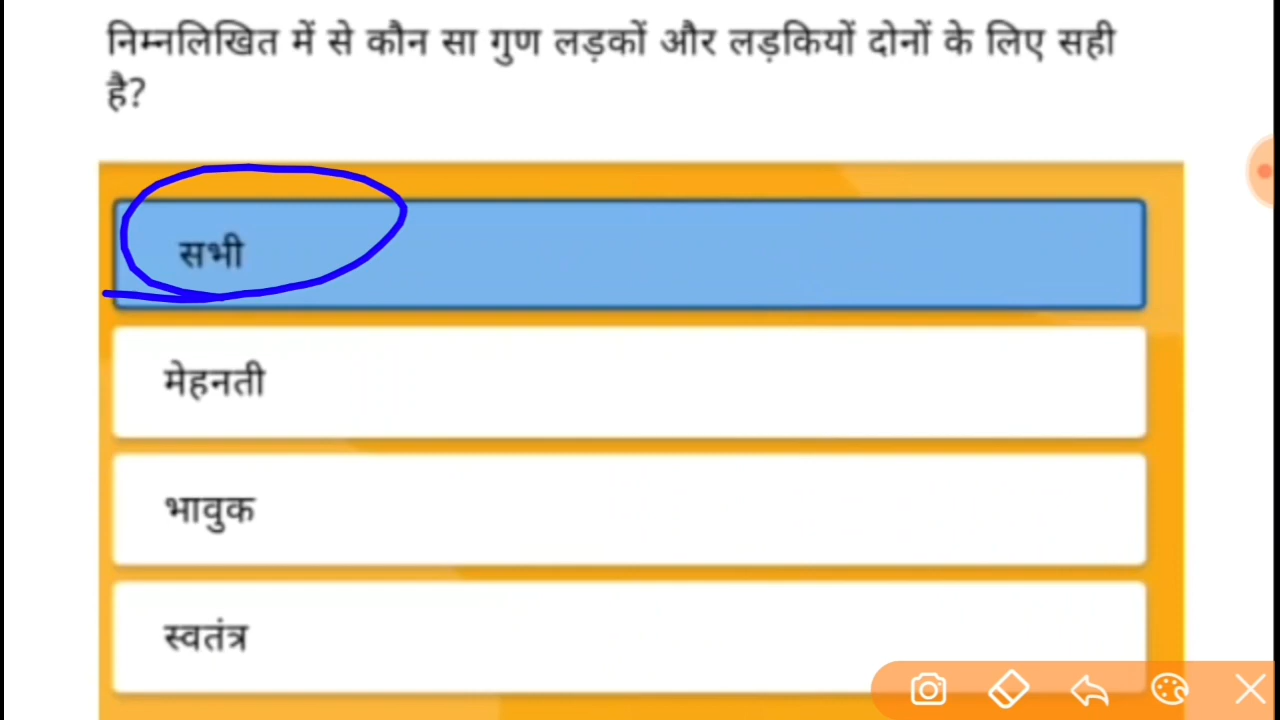 निम्नलिखित में से कौन सा गुण लड़कों और लड़कियों दोनों के लिए सही
है?
सभी
मेहनती
भावुक
स्वतंत्र